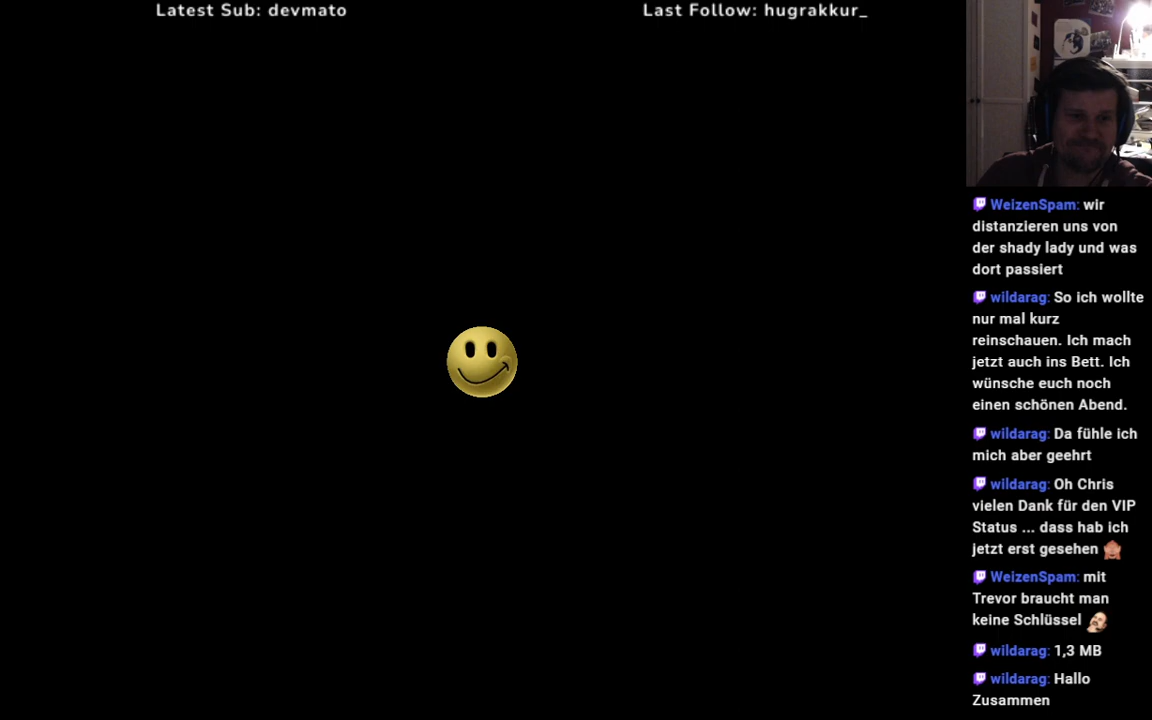 Latest Sub: devmato
Last Follow: hugrakkur_
WeizenSpam: wir
distanzieren uns von
der shady lady und was
dort passiert
wildarag: So ich wollte
nur mal kurz
reinschauen. Ich mach
jetzt auch ins Bett. Ich
wünsche euch noch
einen schönen Abend.
wildarag: Da fühle ich
mich aber geehrt
wildarag: Oh Chris
vielen Dank für den VIP
Status ... dass hab ich
jetzt erst gesehen
WeizenSpam: mit
Trevor braucht man
keine Schlüssel
wildarag: 1,3 MB
wildarag: Hallo
Zusammen